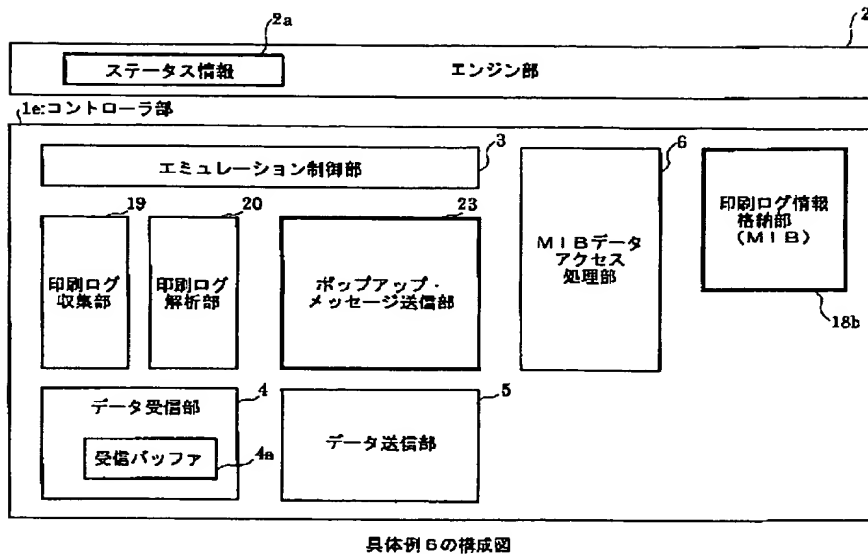 2a
2
ステータス情報
エンジン部
1e:コントローラ部
3
エミュレーション制御部
6
印刷ログ情報
格納部
(MIB)
18b
19
印刷ログ
収集部
20
印刷ログ
解析部
23
ポップアップ・
メッセージ送信部
MIBデータ
アクセス
処理部
4
データ受信部
受信バッファ
4a
5
データ送信部
具体例6の構成図